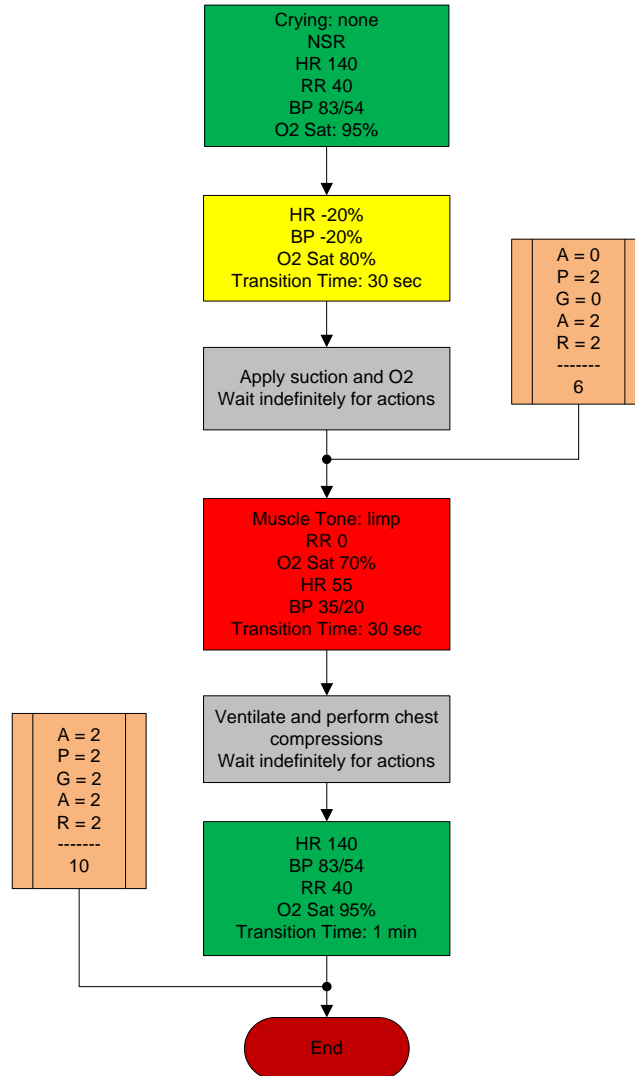 Crying: none
NSR
HR 140
RR 40
BP 83/54
O2 Sat: 95%
HR -20%
BP -20%
O2 Sat 80%
Transition Time: 30 sec
A = 0
P = 2
G = 0
A = 2
R = 2
-------
6
Apply suction and O2
Wait indefinitely for actions
Muscle Tone: limp
RR 0
O2 Sat 70%
HR 55
BP 35/20
Transition Time: 30 sec
Ventilate and perform chest
compressions
Wait indefinitely for actions
A = 2
P = 2
G = 2
A = 2
R = 2
-------
10
HR 140
BP 83/54
RR 40
O2 Sat 95%
Transition Time: 1 min
End